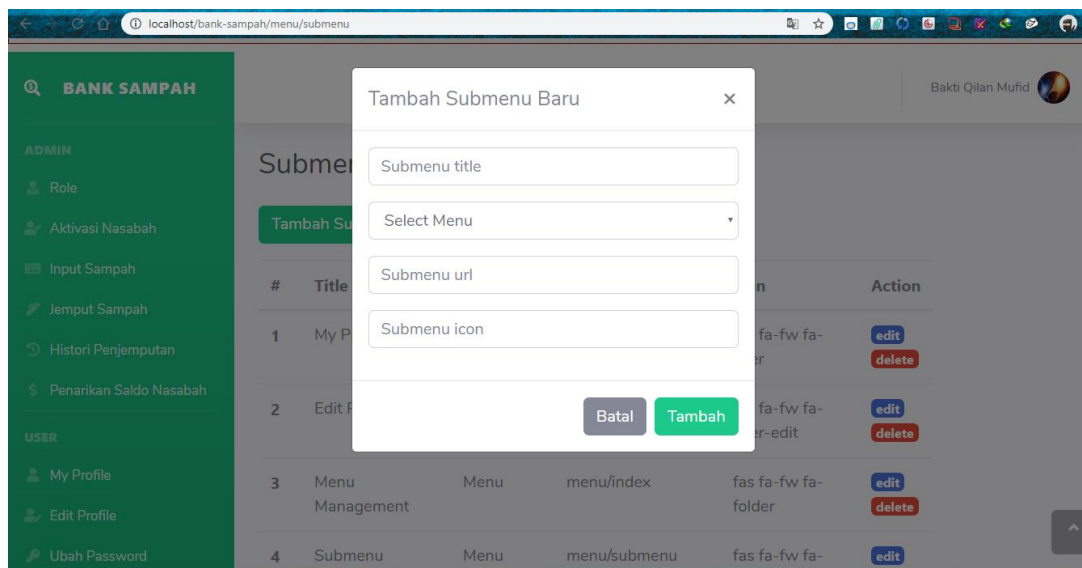 localhost/bank-sampah/menu/submenu
BANK SAMPAH
Tambah Submenu Baru
×
Bakti Qilan Mufid
ADMIN
Role
Aktivasi Nasabah
Input Sampah
Jemput Sampah
Histori Penjemputan
Penarikan Saldo Nasabah
USER
My Profile
Edit Profile
Ubah Password
Submenu title
Select Menu
Submenu url
Submenu icon
Batal
Tambah
# Title Action
1 fa-fw fa- edit
delete
2 Edit fa-fw fa- edit
delete
3 Menu Menu menu/index fas fa-fw fa- edit
Management folder delete
4 Submenu Menu menu/submenu fas fa-fw fa- edit